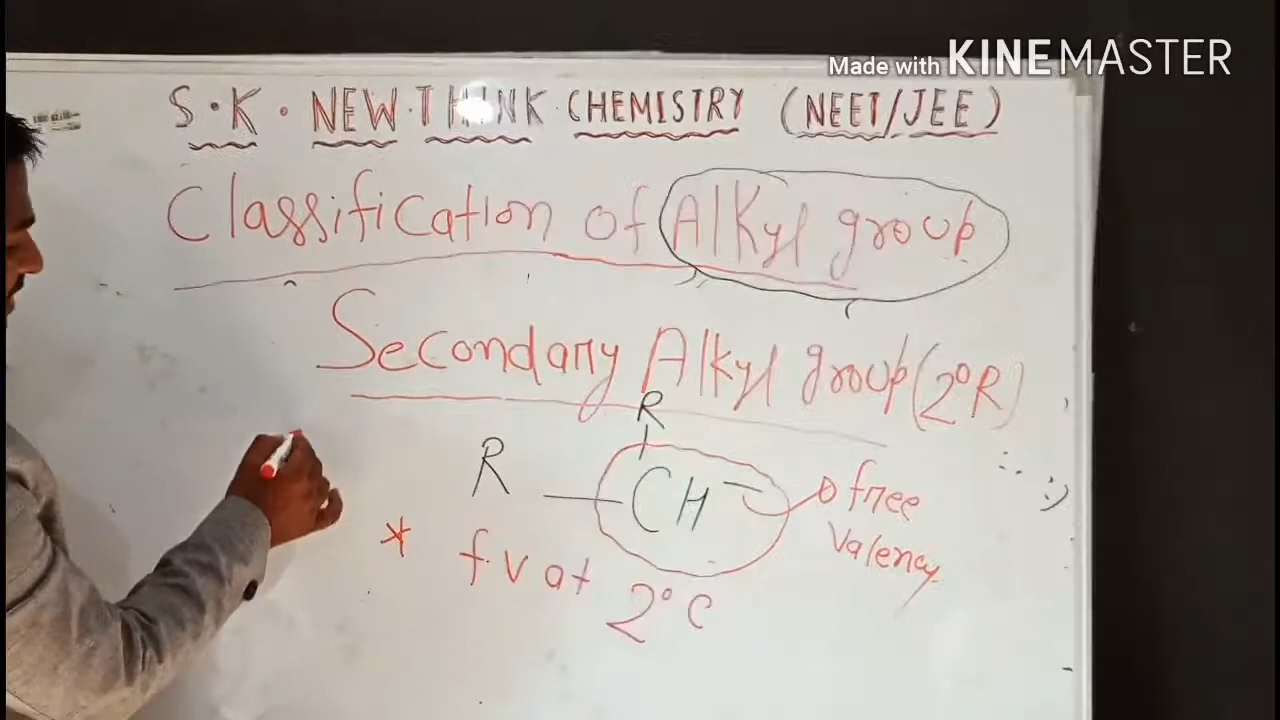 Made with KINEMASTER
S.K. NEW THINK CHEMISTRY (NEET/JEE)
Classification of Alkyl group
Secondary Alkyl group (2°R)
R
R — CH —
free
Valency
* f.v at 2°C